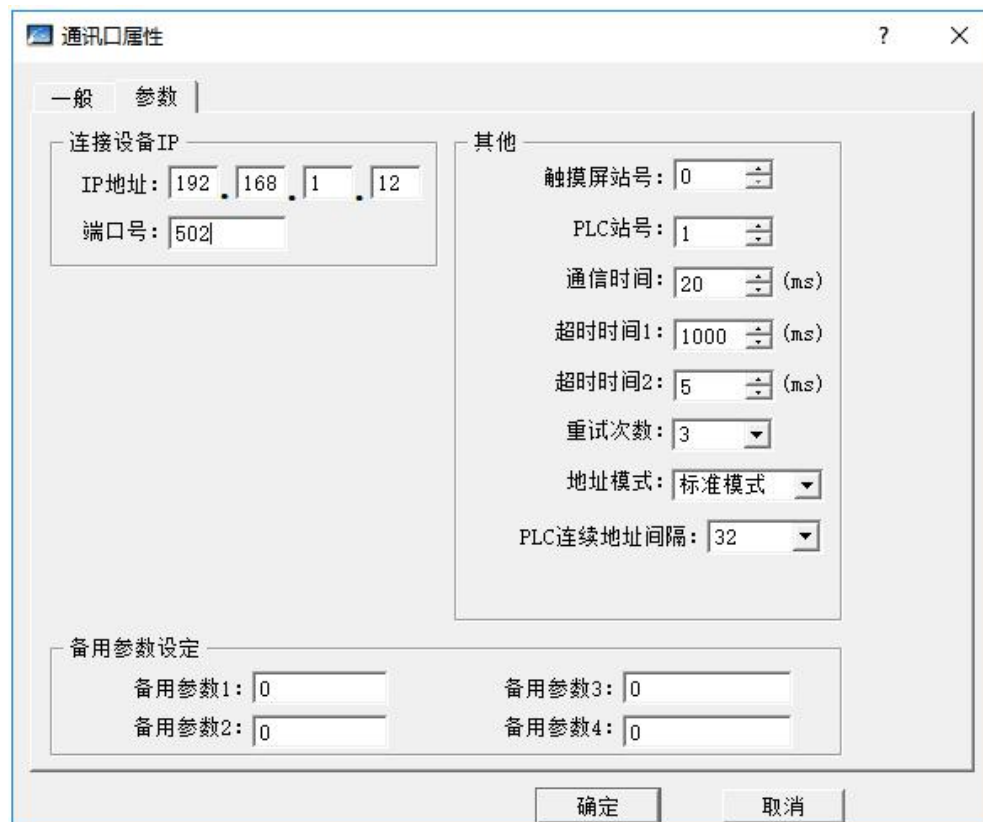 通讯口属性
? ×
一般 参数
连接设备IP
IP地址: 192 . 168 . 1 . 12
端口号: 502
其他
触摸屏站号: 0
PLC站号: 1
通信时间: 20 (ms)
超时时间1: 1000 (ms)
超时时间2: 5 (ms)
重试次数: 3
地址模式: 标准模式
PLC连续地址间隔: 32
备用参数设定
备用参数1: 0 备用参数3: 0
备用参数2: 0 备用参数4: 0
确定 取消